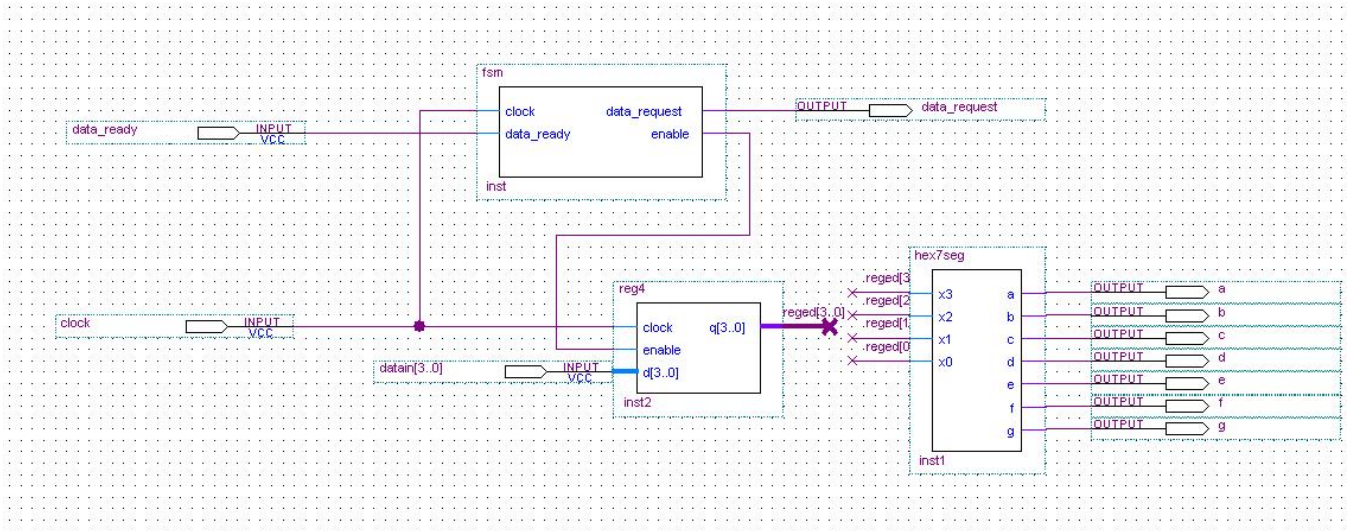 fsm
clock data_request
data_ready enable
inst
OUTPUT data_request
data_ready INPUT
VCC
hex7seg
reged[3
reged[2
reged[1
reged[0
x3 a
x2 b
x1 c
x0 d
e
f
g
inst1
OUTPUT a
OUTPUT b
OUTPUT c
OUTPUT d
OUTPUT e
OUTPUT f
OUTPUT g
reg4
reged[3..0]
clock q[3..0]
enable
d[3..0]
inst2
clock INPUT
VCC
datain[3..0] INPUT
VCC